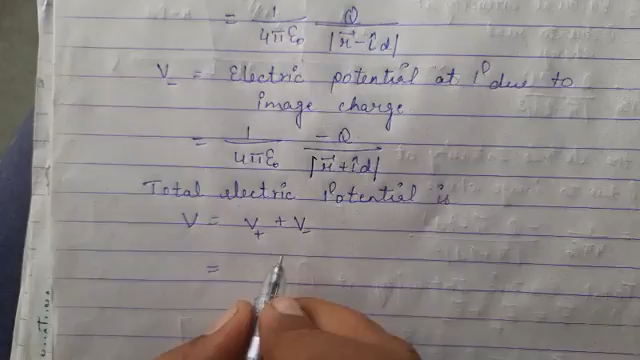 = 1/4πε₀ Q/|r⃗ - îd|
V₋ = Electric potential at P due to
image charge
= 1/4πε₀ -Q/|r⃗ + îd|
Total electric Potential is
V = V₊ + V₋
=